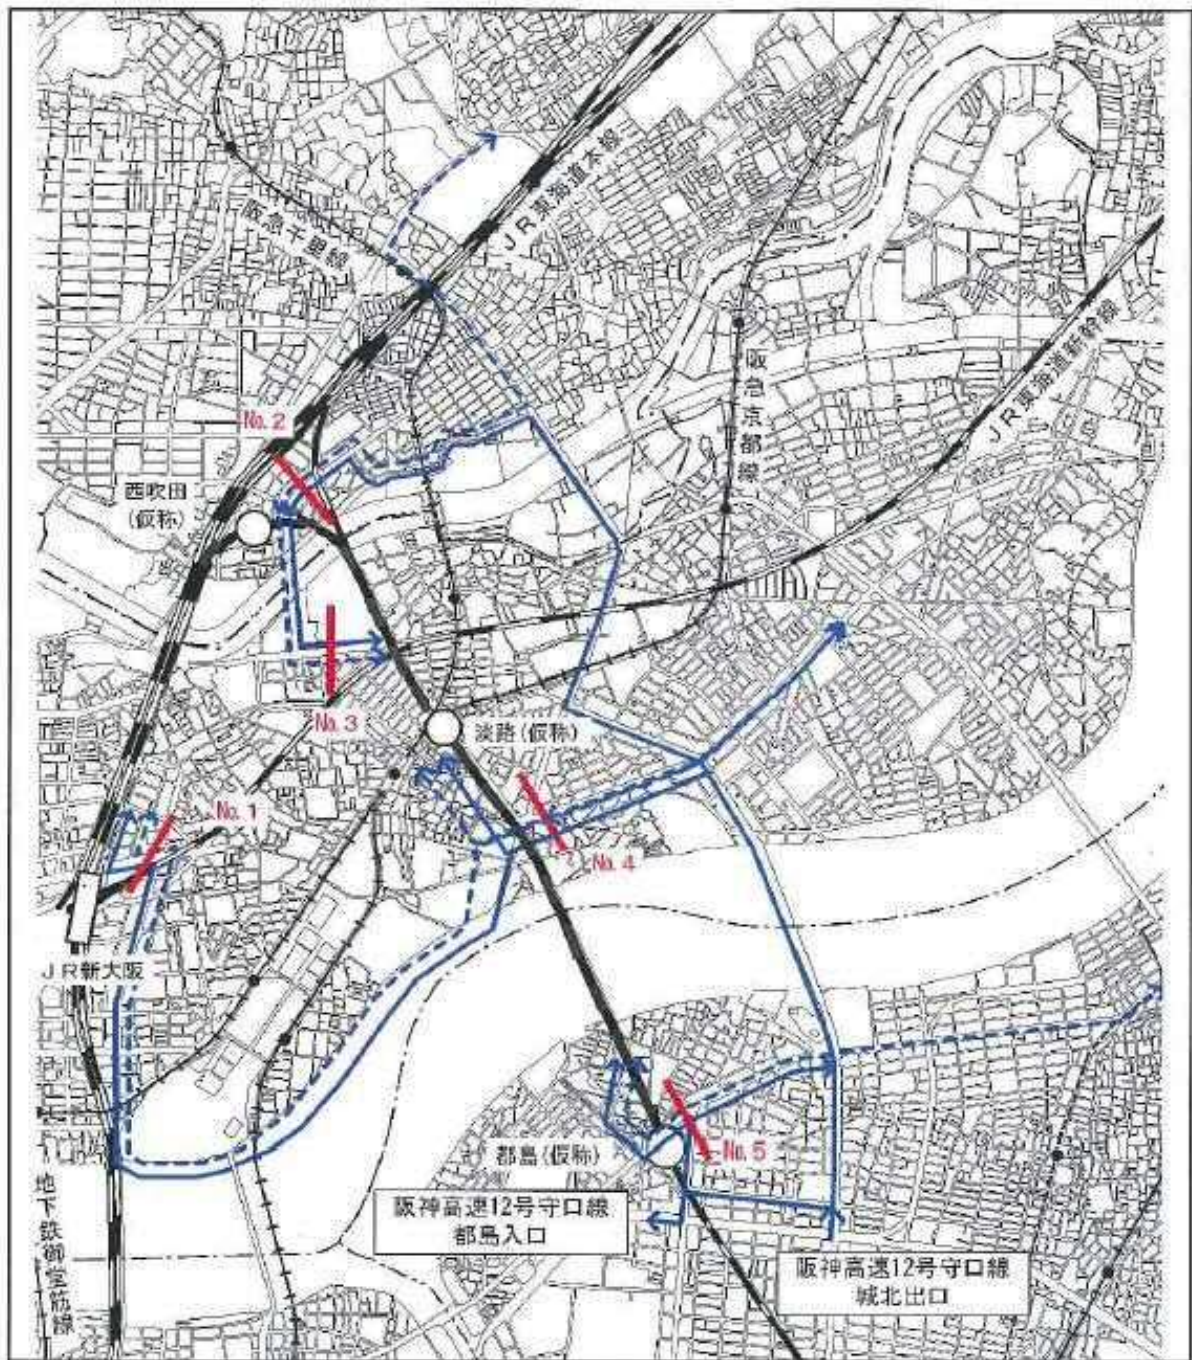 阪急千里線
JR東海道本線
No.2
阪急京都線
JR東海道新幹線
西吹田
(仮称)
No.3
淡路(仮称)
No.1
No.4
JR新大阪
都島(仮称)
No.5
地下鉄御堂筋線
阪神高速12号守口線
都島入口
阪神高速12号守口線
城北出口